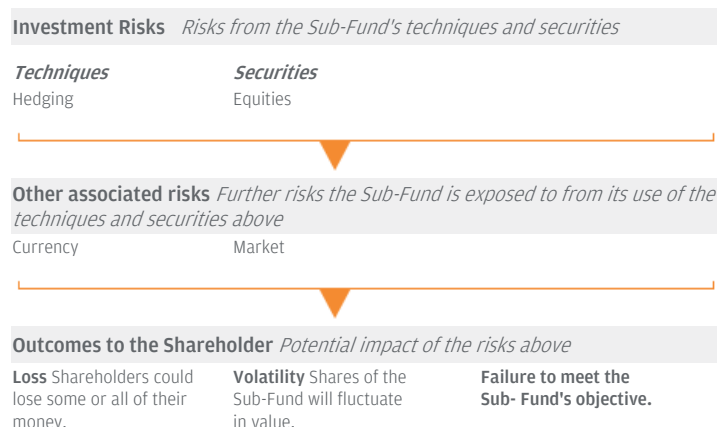 Investment Risks Risks from the Sub-Fund's techniques and securities
Techniques Securities
Hedging Equities
Other associated risks Further risks the Sub-Fund is exposed to from its use of the
techniques and securities above
Currency Market
Outcomes to the Shareholder Potential impact of the risks above
Loss Shareholders could
lose some or all of their
money.
Volatility Shares of the
Sub-Fund will fluctuate
in value.
Failure to meet the
Sub- Fund's objective.